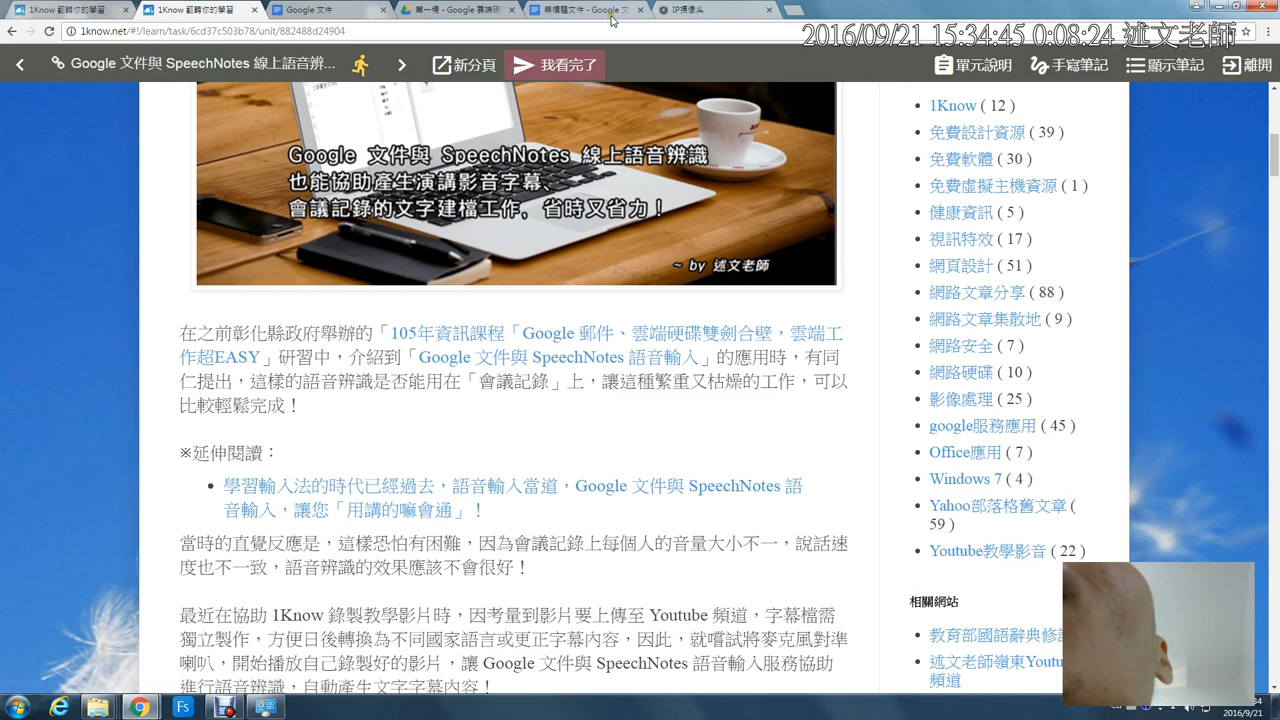 1Know 翻轉你的學習
1Know 翻轉你的學習
Google 文件
第一場 - Google 雲端硬
無標題文件 - Google 文
IP攝像头
1know.net/#!/learn/task/6cd37c503b78/unit/882488d24904
2016/09/21 15:34:45 0:08:24 述文老師
Google 文件與 SpeechNotes 線上語音辨...
新分頁
我看完了
單元說明
手寫筆記
顯示筆記
離開
Google 文件與 SpeechNotes 線上語音辨識
也能協助產生演講影音字幕、
會議記錄的文字建檔工作，省時又省力！
~ by 述文老師
在之前彰化縣政府舉辦的「105年資訊課程「Google 郵件、雲端硬碟雙劍合壁，雲端工
作超EASY」研習中，介紹到「Google 文件與 SpeechNotes 語音輸入」的應用時，有同
仁提出，這樣的語音辨識是否能用在「會議記錄」上，讓這種繁重又枯燥的工作，可以
比較輕鬆完成！
※延伸閱讀：
學習輸入法的時代已經過去，語音輸入當道，Google 文件與 SpeechNotes 語
音輸入，讓您「用講的嘛會通」！
當時的直覺反應是，這樣恐怕有困難，因為會議記錄上每個人的音量大小不一，說話速
度也不一致，語音辨識的效果應該不會很好！
最近在協助 1Know 錄製教學影片時，因考量到影片要上傳至 Youtube 頻道，字幕檔需
獨立製作，方便日後轉換為不同國家語言或更正字幕內容，因此，就嚐試將麥克風對準
喇叭，開始播放自己錄製好的影片，讓 Google 文件與 SpeechNotes 語音輸入服務協助
進行語音辨識，自動產生文字字幕內容！
1Know ( 12 )
免費設計資源 ( 39 )
免費軟體 ( 30 )
免費虛擬主機資源 ( 1 )
健康資訊 ( 5 )
視訊特效 ( 17 )
網頁設計 ( 51 )
網路文章分享 ( 88 )
網路文章集散地 ( 9 )
網路安全 ( 7 )
網路硬碟 ( 10 )
影像處理 ( 25 )
google服務應用 ( 45 )
Office應用 ( 7 )
Windows 7 ( 4 )
Yahoo部落格舊文章 (
59 )
Youtube教學影音 ( 22 )
相關網站
教育部國語辭典修
述文老師嶺東Youtu
頻道
Fs
2016/9/21